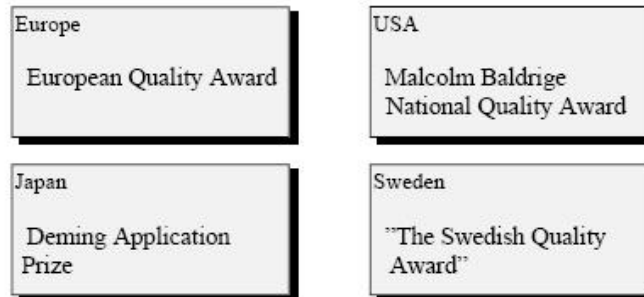 Europe
European Quality Award
USA
Malcolm Baldrige
National Quality Award
Japan
Deming Application
Prize
Sweden
”The Swedish Quality
Award”